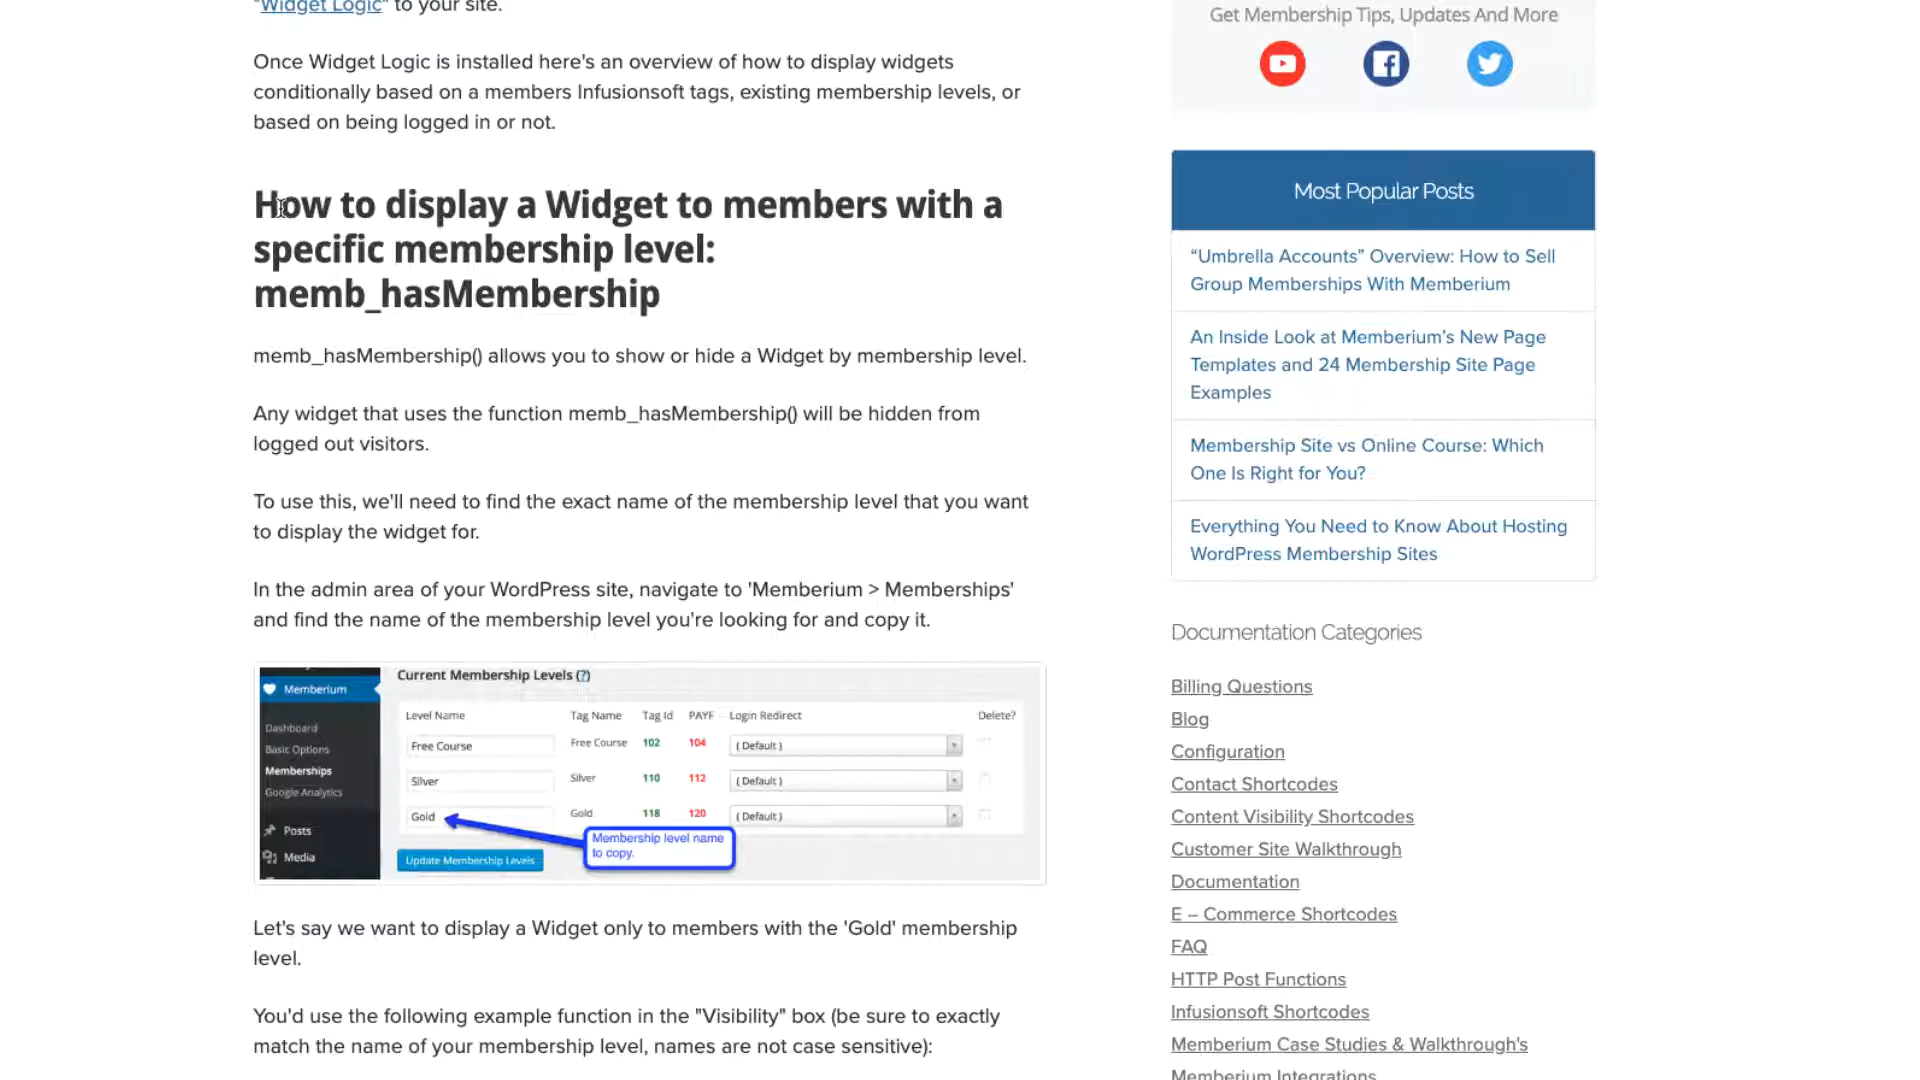 "Widget Logic" to your site.
Once Widget Logic is installed here's an overview of how to display widgets
conditionally based on a members Infusionsoft tags, existing membership levels, or
based on being logged in or not.
How to display a Widget to members with a
specific membership level:
memb_hasMembership
memb_hasMembership() allows you to show or hide a Widget by membership level.
Any widget that uses the function memb_hasMembership() will be hidden from
logged out visitors.
To use this, we'll need to find the exact name of the membership level that you want
to display the widget for.
In the admin area of your WordPress site, navigate to 'Memberium > Memberships'
and find the name of the membership level you're looking for and copy it.
Memberium
Dashboard
Basic Options
Memberships
Google Analytics
Posts
Media
Current Membership Levels (?)
Level Name Tag Name Tag Id PAYF Login Redirect Delete?
Free Course Free Course 102 104 ( Default )
Silver Silver 110 112 ( Default )
Gold Gold 118 120 ( Default )
Membership level name
to copy.
Update Membership Levels
Let's say we want to display a Widget only to members with the 'Gold' membership
level.
You'd use the following example function in the "Visibility" box (be sure to exactly
match the name of your membership level, names are not case sensitive):
Get Membership Tips, Updates And More
Most Popular Posts
“Umbrella Accounts” Overview: How to Sell
Group Memberships With Memberium
An Inside Look at Memberium’s New Page
Templates and 24 Membership Site Page
Examples
Membership Site vs Online Course: Which
One Is Right for You?
Everything You Need to Know About Hosting
WordPress Membership Sites
Documentation Categories
Billing Questions
Blog
Configuration
Contact Shortcodes
Content Visibility Shortcodes
Customer Site Walkthrough
Documentation
E – Commerce Shortcodes
FAQ
HTTP Post Functions
Infusionsoft Shortcodes
Memberium Case Studies & Walkthrough's
Memberium Integrations